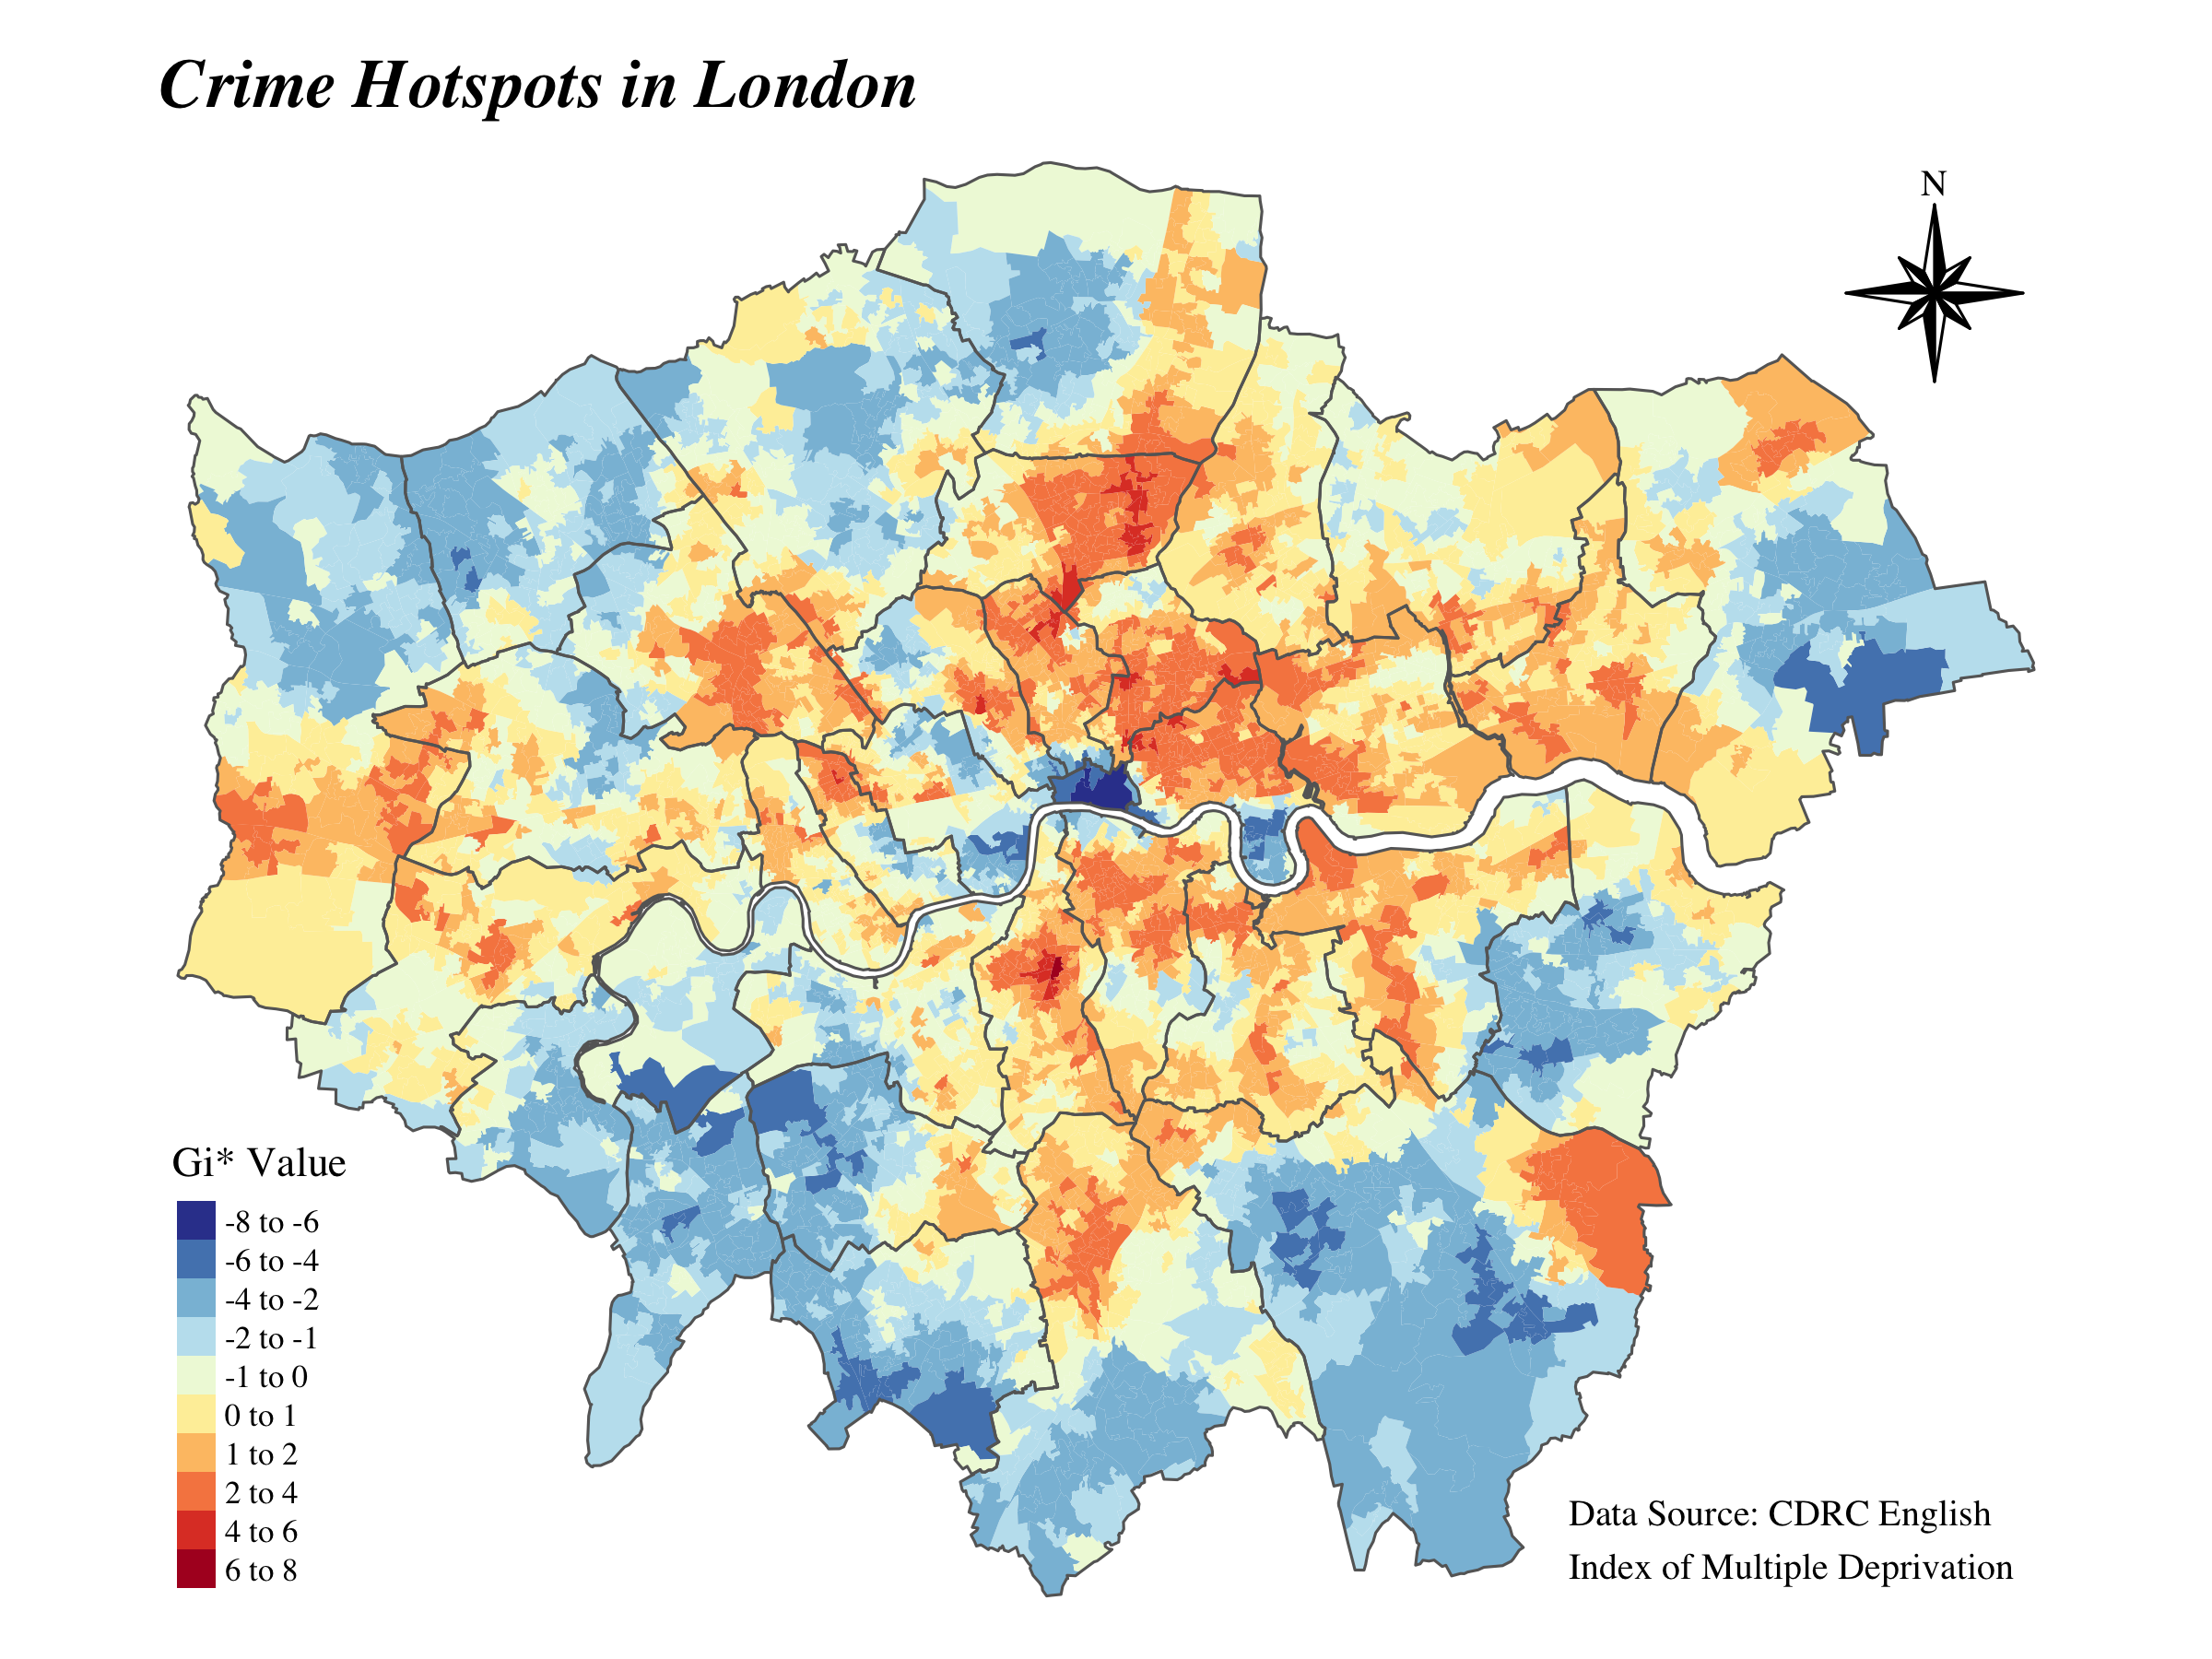 Crime Hotspots in London
N
Gi* Value
-8 to -6
-6 to -4
-4 to -2
-2 to -1
-1 to 0
0 to 1
1 to 2
2 to 4
4 to 6
6 to 8
Data Source: CDRC English
Index of Multiple Deprivation